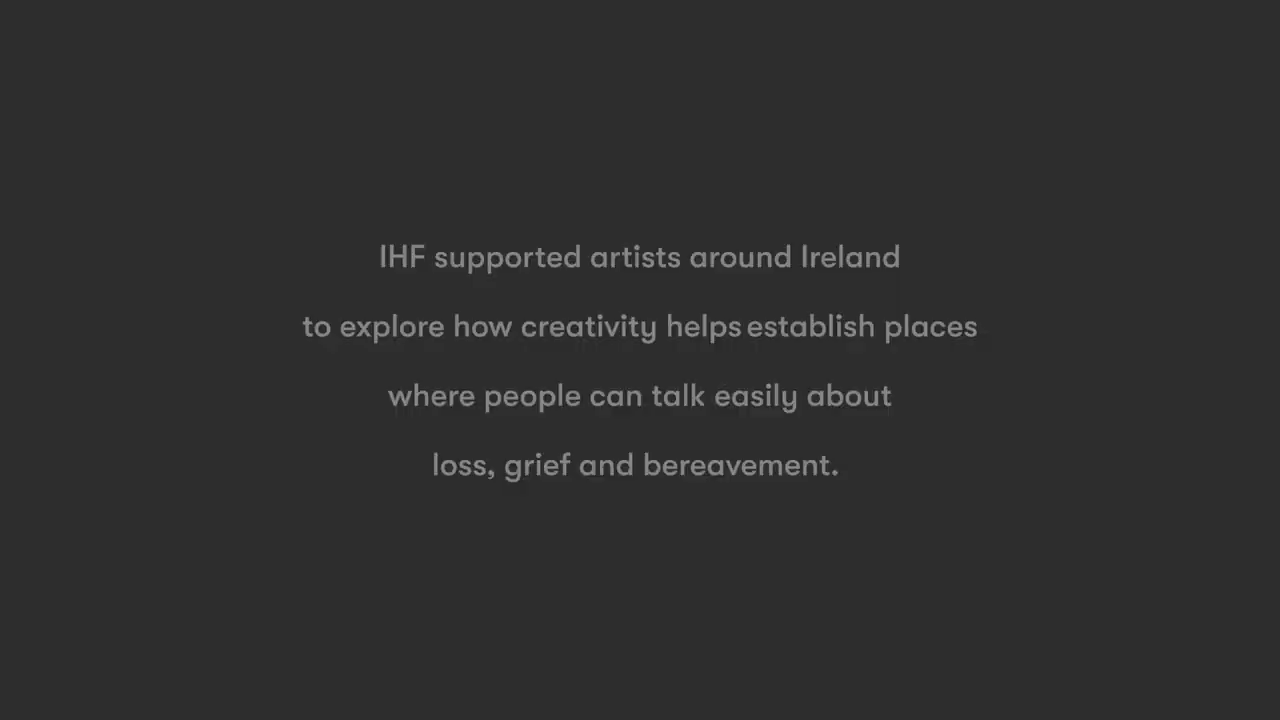 IHF supported artists around Ireland
to explore how creativity helps establish places
where people can talk easily about
loss, grief and bereavement.